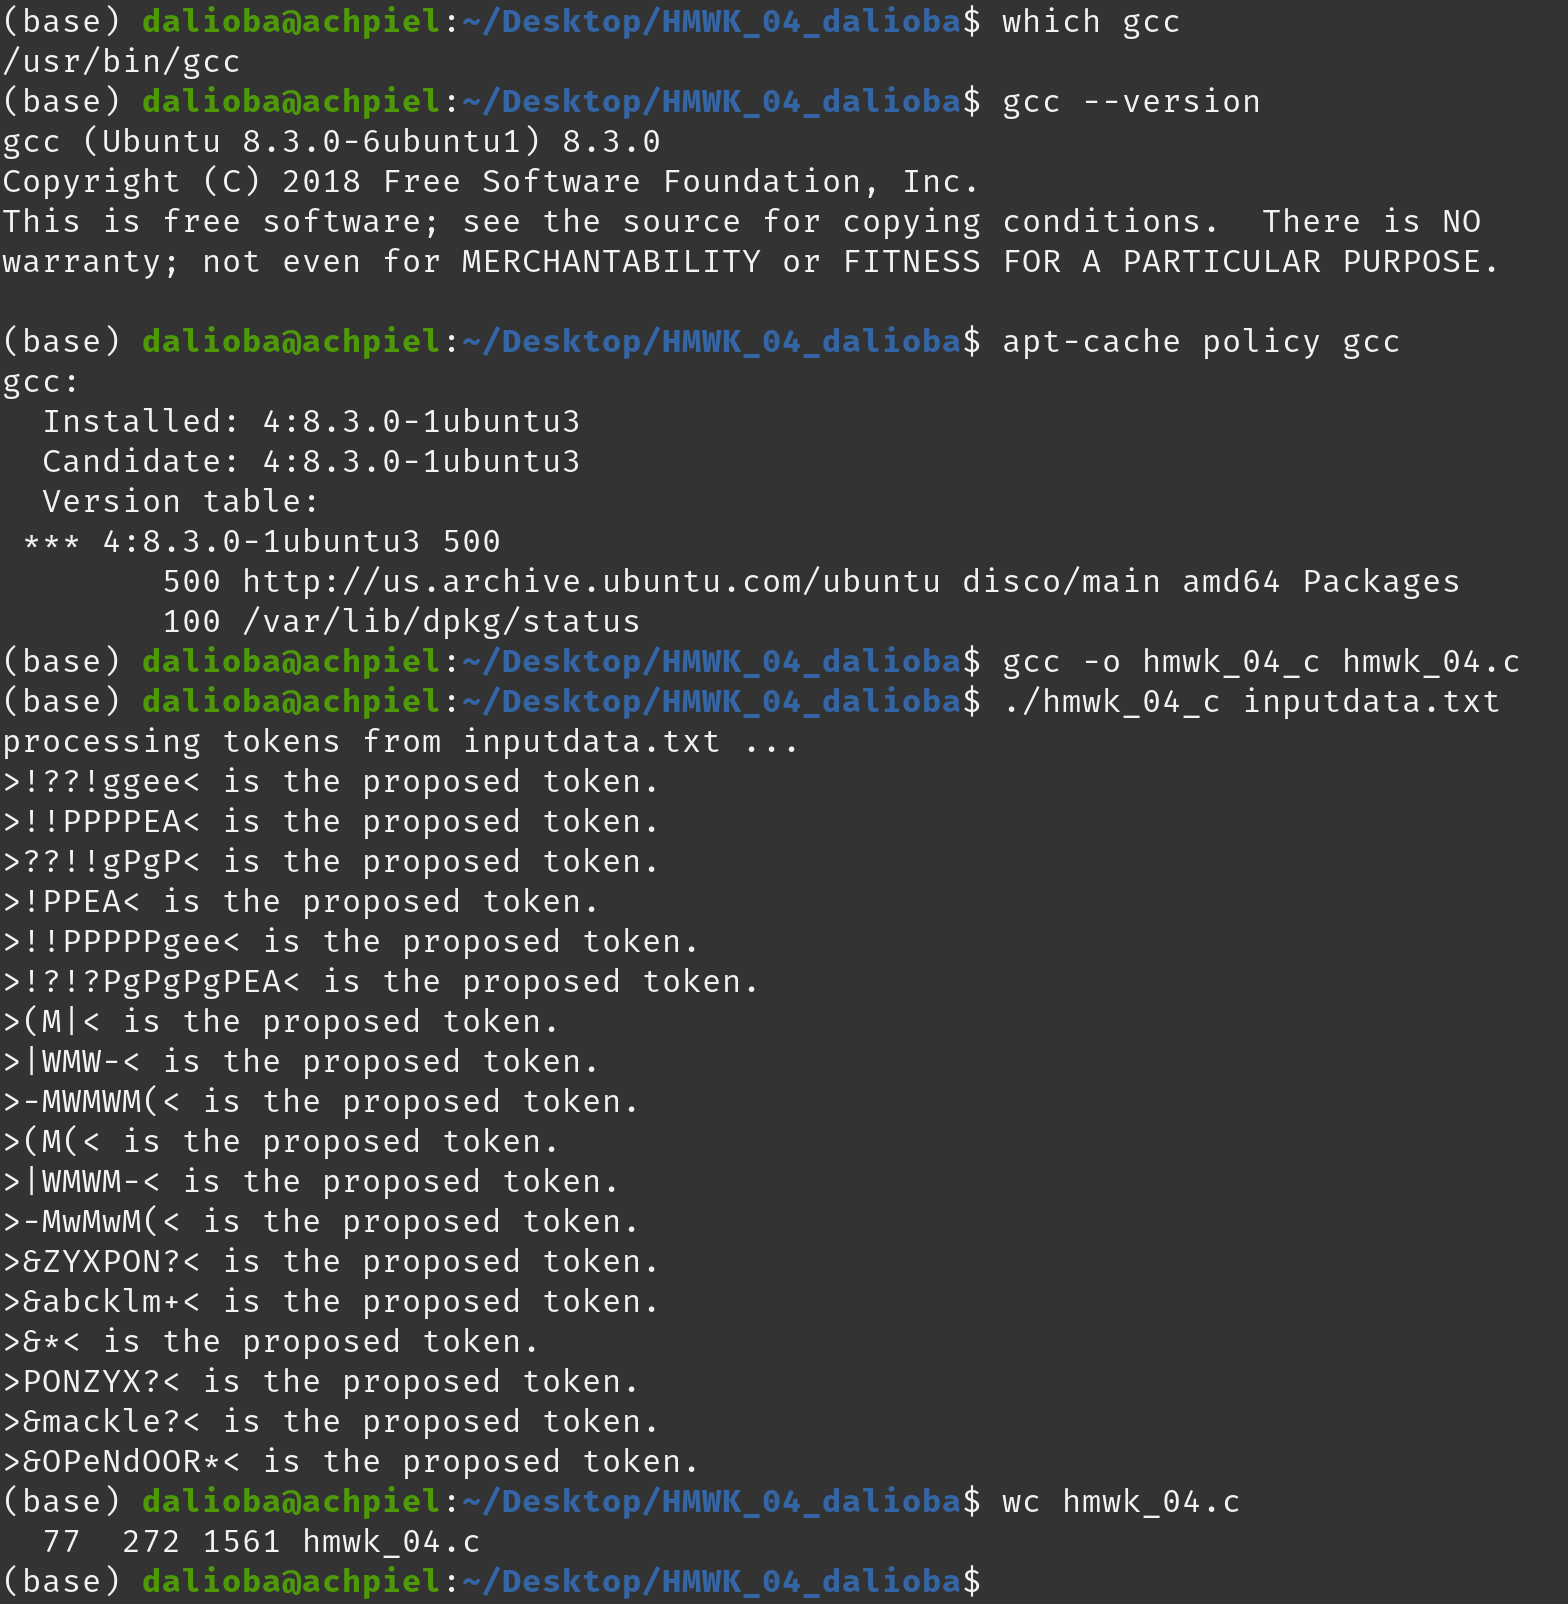 (base) dalioba@achpiel:~/Desktop/HMWK_04_dalioba$ which gcc
/usr/bin/gcc
(base) dalioba@achpiel:~/Desktop/HMWK_04_dalioba$ gcc --version
gcc (Ubuntu 8.3.0-6ubuntu1) 8.3.0
Copyright (C) 2018 Free Software Foundation, Inc.
This is free software; see the source for copying conditions.  There is NO
warranty; not even for MERCHANTABILITY or FITNESS FOR A PARTICULAR PURPOSE.

(base) dalioba@achpiel:~/Desktop/HMWK_04_dalioba$ apt-cache policy gcc
gcc:
  Installed: 4:8.3.0-1ubuntu3
  Candidate: 4:8.3.0-1ubuntu3
  Version table:
 *** 4:8.3.0-1ubuntu3 500
        500 http://us.archive.ubuntu.com/ubuntu disco/main amd64 Packages
        100 /var/lib/dpkg/status
(base) dalioba@achpiel:~/Desktop/HMWK_04_dalioba$ gcc -o hmwk_04_c hmwk_04.c
(base) dalioba@achpiel:~/Desktop/HMWK_04_dalioba$ ./hmwk_04_c inputdata.txt
processing tokens from inputdata.txt ...
>!??!ggee< is the proposed token.
>!!PPPPEA< is the proposed token.
>??!!gPgP< is the proposed token.
>!PPEA< is the proposed token.
>!!PPPPPgee< is the proposed token.
>!?!?PgPgPgPEA< is the proposed token.
>(M|< is the proposed token.
>|WMW-< is the proposed token.
>-MWMWM(< is the proposed token.
>(M(< is the proposed token.
>|WMWM-< is the proposed token.
>-MwMwM(< is the proposed token.
>&ZYXPON?< is the proposed token.
>&abcklm+< is the proposed token.
>&*< is the proposed token.
>PONZYX?< is the proposed token.
>&mackle?< is the proposed token.
>&OPeNdOOR*< is the proposed token.
(base) dalioba@achpiel:~/Desktop/HMWK_04_dalioba$ wc hmwk_04.c
  77  272 1561 hmwk_04.c
(base) dalioba@achpiel:~/Desktop/HMWK_04_dalioba$